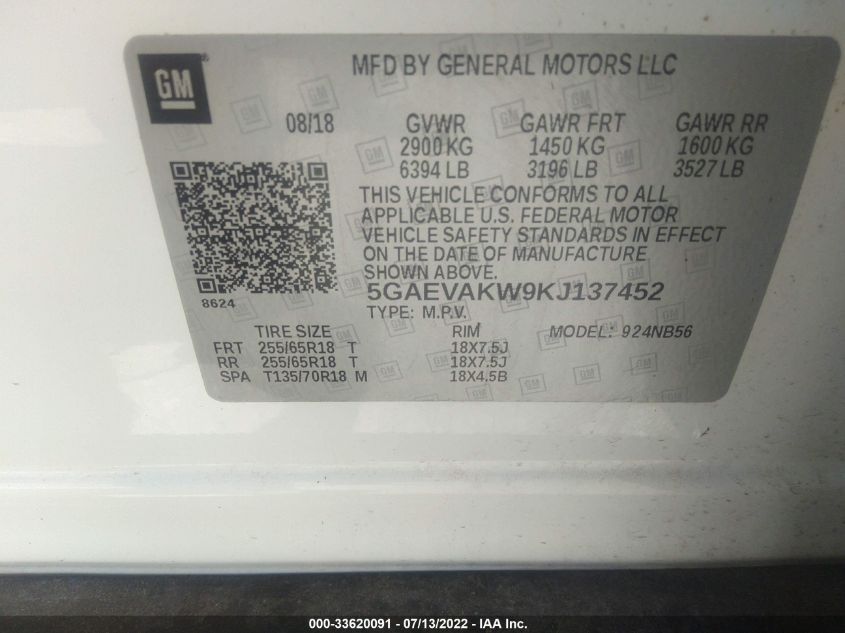 GM
MFD BY GENERAL MOTORS LLC
08/18 GVWR GAWR FRT GAWR RR
2900 KG 1450 KG 1600 KG
6394 LB 3196 LB 3527 LB
THIS VEHICLE CONFORMS TO ALL
APPLICABLE U.S. FEDERAL MOTOR
VEHICLE SAFETY STANDARDS IN EFFECT
ON THE DATE OF MANUFACTURE
SHOWN ABOVE.
8624
5GAEVAKW9KJ137452
TYPE: M.P.V.
TIRE SIZE RIM MODEL: 924NB56
FRT 255/65R18 T 18X7.5J
RR 255/65R18 T 18X7.5J
SPA T135/70R18 M 18X4.5B
000-33620091 - 07/13/2022 - IAA Inc.